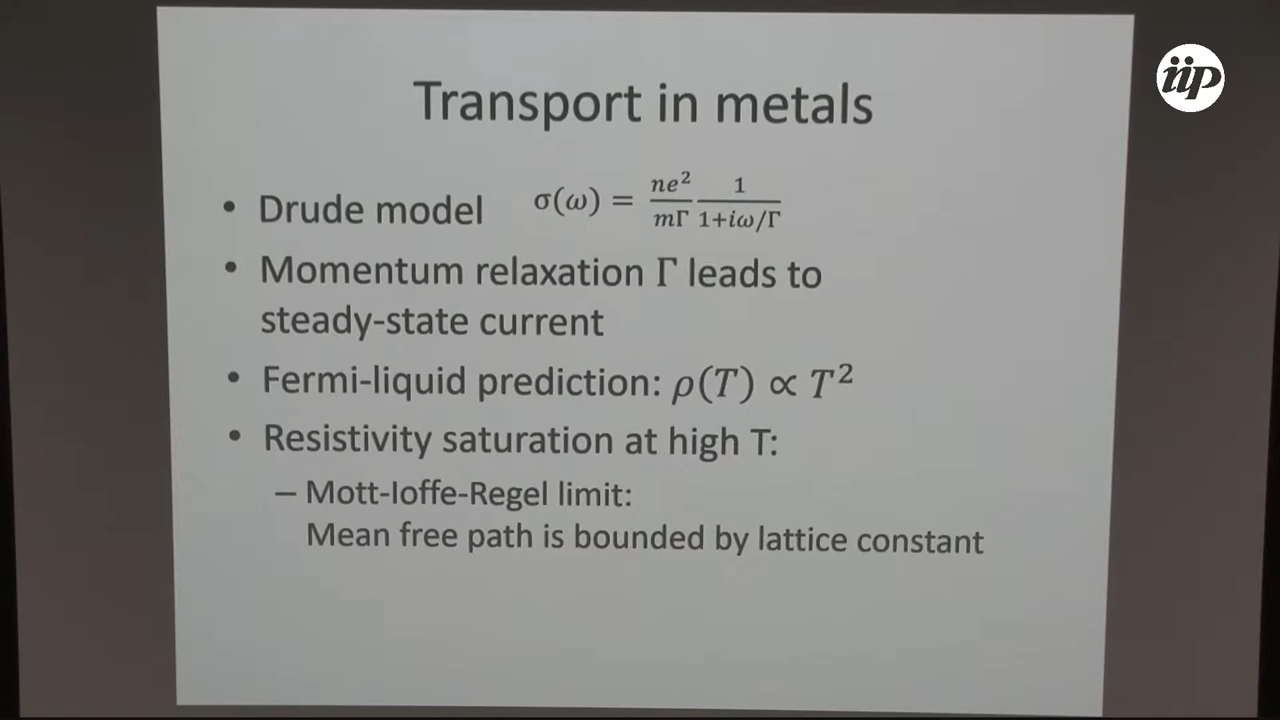 iip
Transport in metals
• Drude model σ(ω) = ne²/mΓ 1/1+iω/Γ
• Momentum relaxation Γ leads to
steady-state current
• Fermi-liquid prediction: ρ(T) ∝ T²
• Resistivity saturation at high T:
– Mott-Ioffe-Regel limit:
Mean free path is bounded by lattice constant